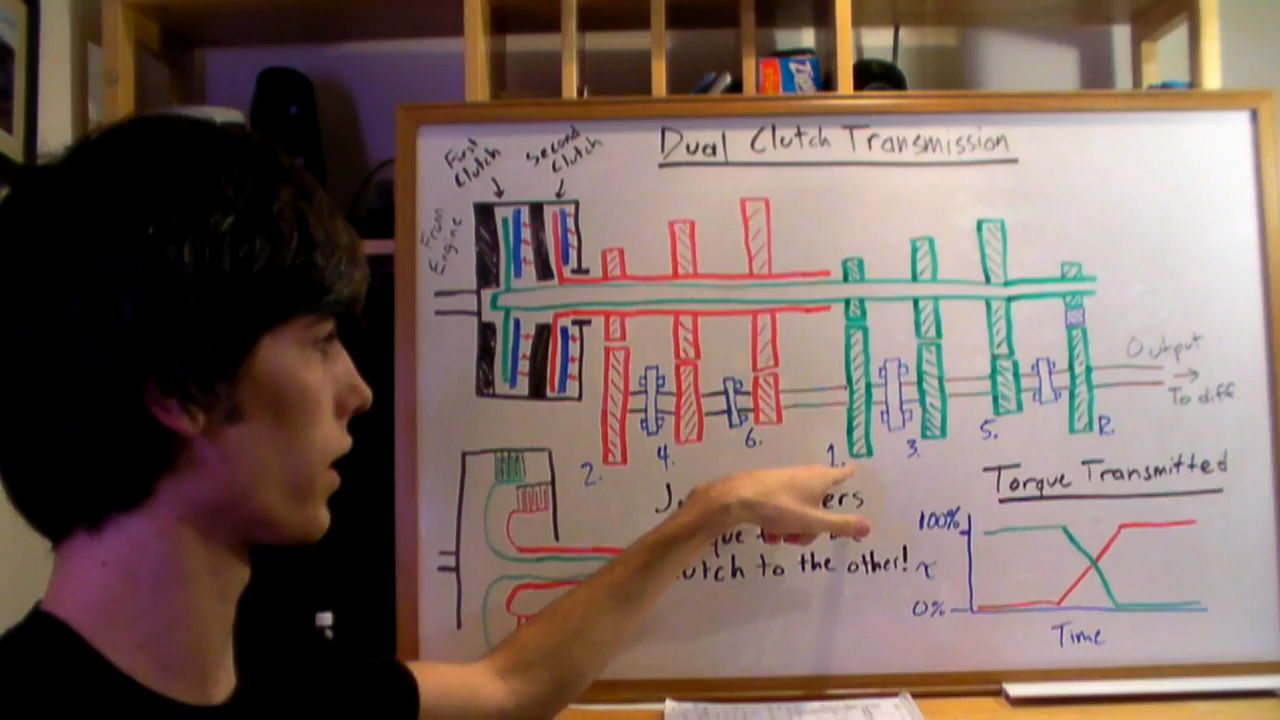 Dual Clutch Transmission
First
Clutch
Second
Clutch
From
Engine
Output
To diff
2.
4.
6.
1.
3.
5.
R.
ers
to the other!
Torque Transmitted
100%
τ
0%
Time